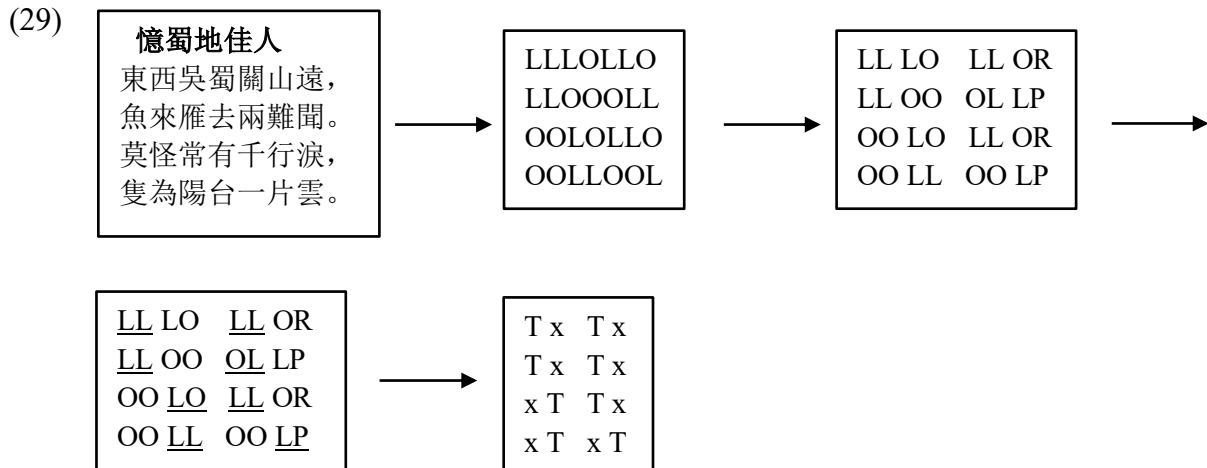 (29)
憶蜀地佳人
東西吳蜀關山遠，
魚來雁去兩難聞。
莫怪常有千行淚，
隻為陽台一片雲。
LLLOLLO
LLOOOLL
OOLOLLO
OOLLOOL
LL LO LL OR
LL OO OL LP
OO LO LL OR
OO LL OO LP
LL LO LL OR
LL OO OL LP
OO LO LL OR
OO LL OO LP
T x T x
T x T x
x T T x
x T x T